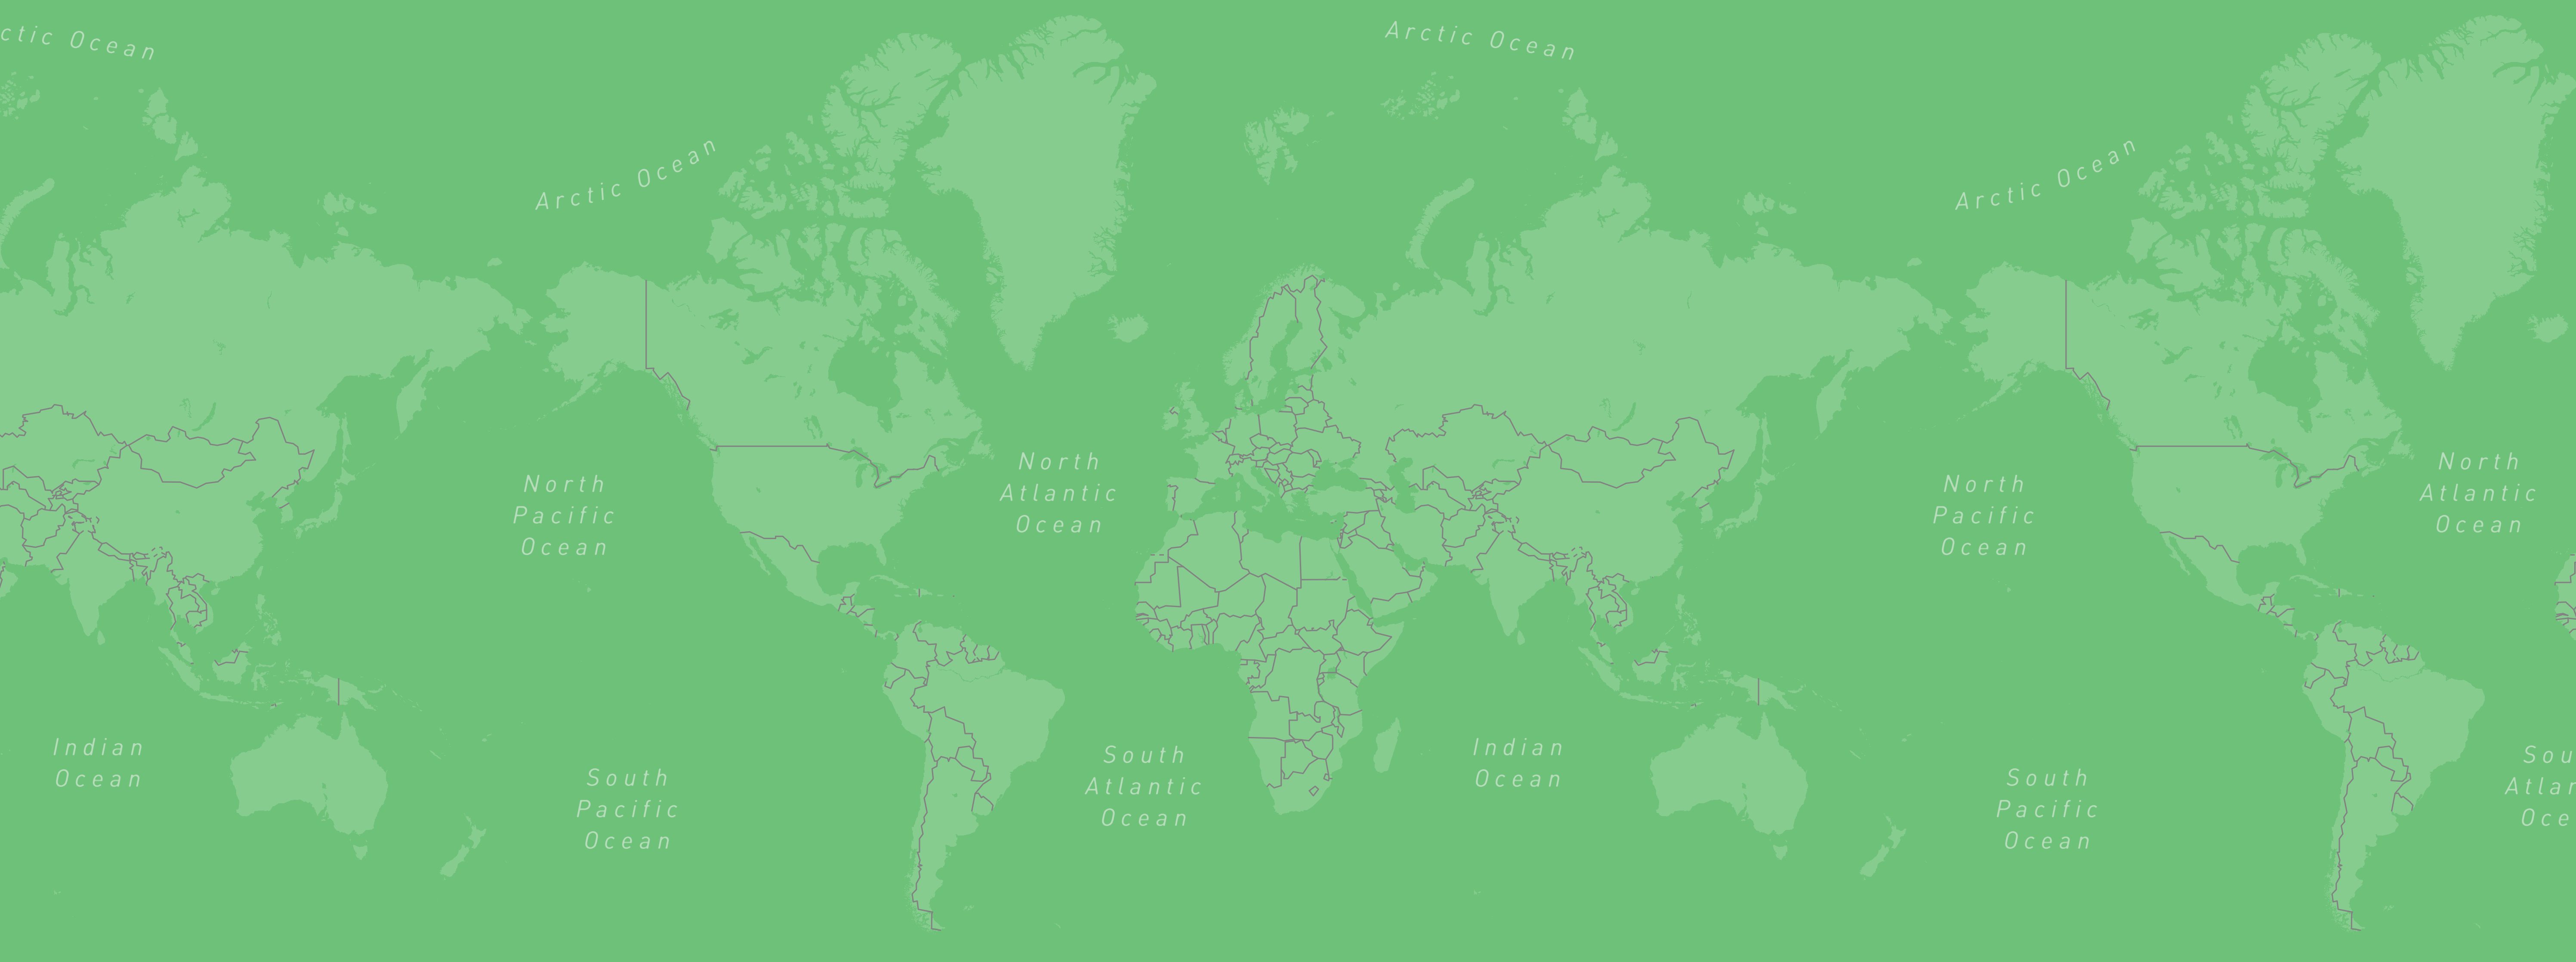 ctic Ocean
Arctic Ocean
Arctic Ocean
Arctic Ocean
North
Pacific
Ocean
North
Atlantic
Ocean
North
Pacific
Ocean
North
Atlantic
Ocean
Indian
Ocean
South
Pacific
Ocean
South
Atlantic
Ocean
Indian
Ocean
South
Pacific
Ocean
Sou
Atlan
Oce